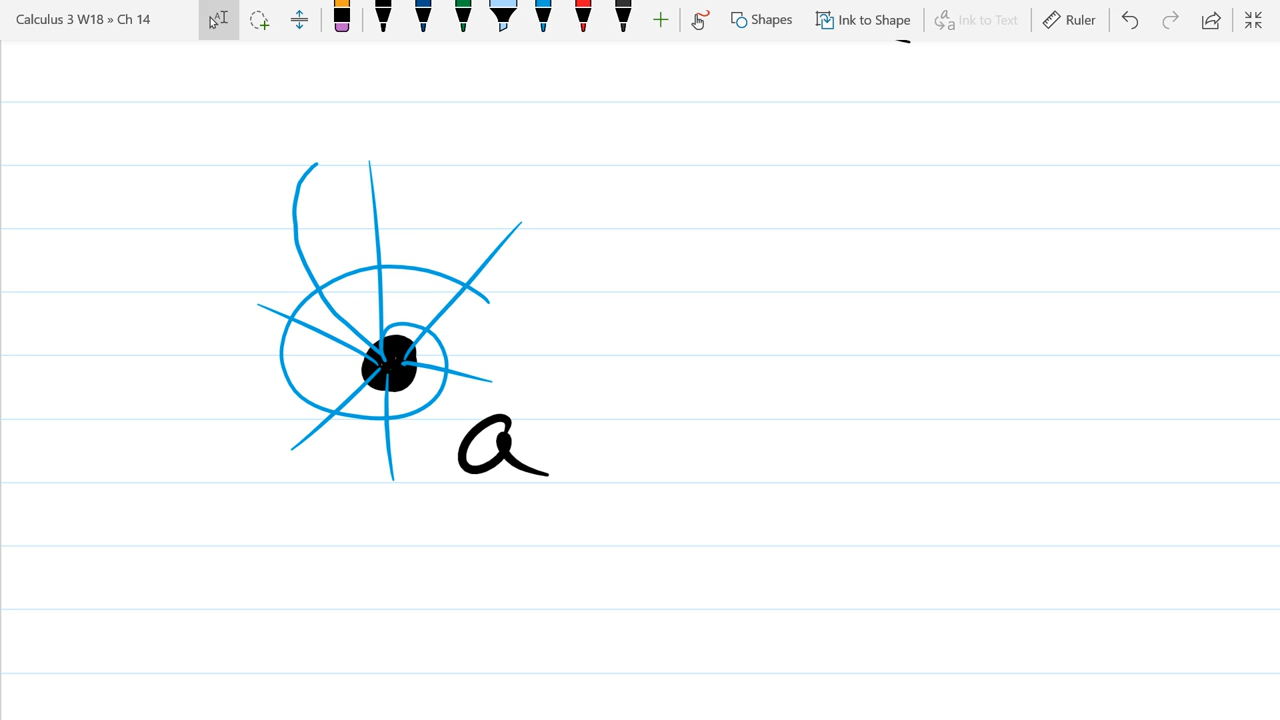 Calculus 3 W18 » Ch 14
Shapes
Ink to Shape
Ink to Text
Ruler
a